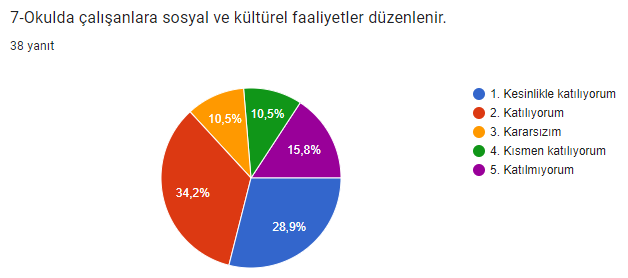 7-Okulda çalışanlara sosyal ve kültürel faaliyetler düzenlenir.
38 yanıt
10,5%
10,5%
15,8%
34,2%
28,9%
1. Kesinlikle katılıyorum
2. Katılıyorum
3. Kararsızım
4. Kısmen katılıyorum
5. Katılmıyorum